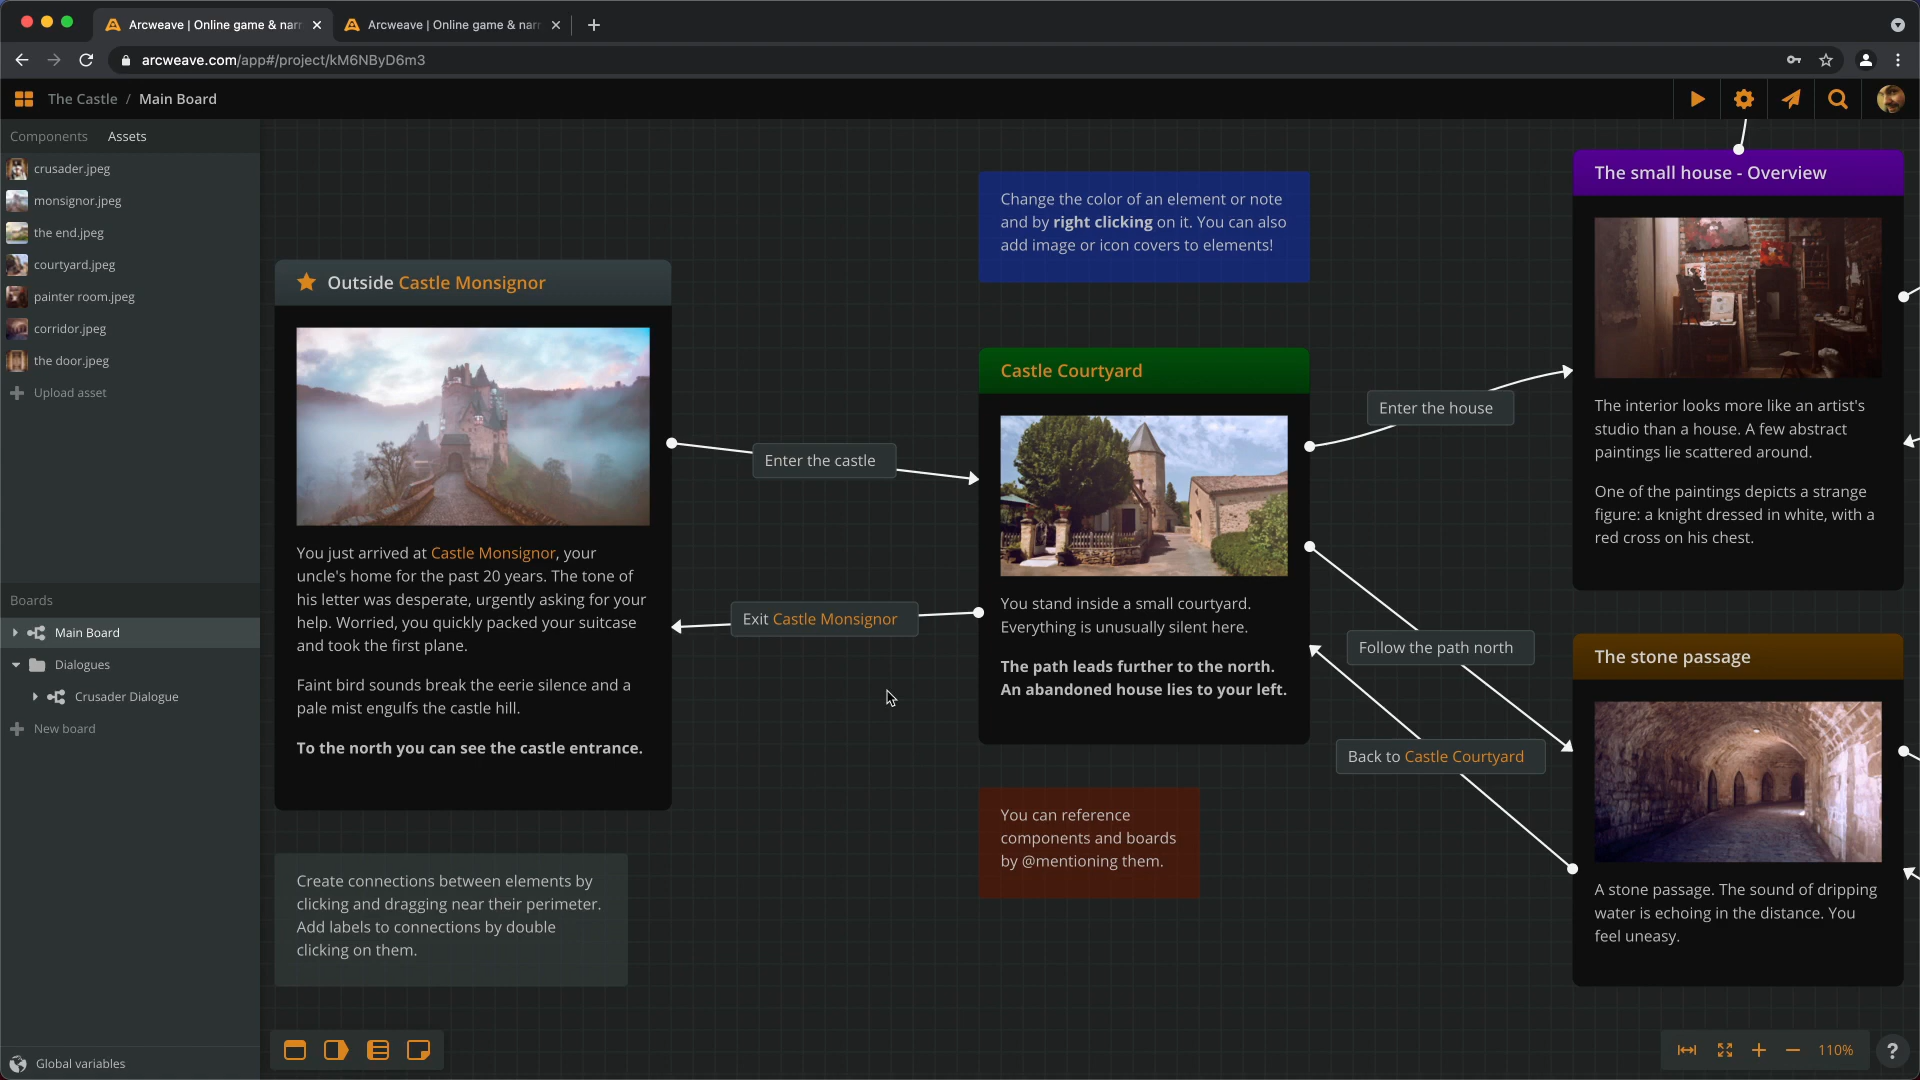 Arcweave | Online game & narr
Arcweave | Online game & narr
arcweave.com/app#/project/kM6NByD6m3
The Castle / Main Board
Components Assets
crusader.jpeg
monsignor.jpeg
the end.jpeg
courtyard.jpeg
painter room.jpeg
corridor.jpeg
the door.jpeg
Upload asset
Boards
Main Board
Dialogues
Crusader Dialogue
New board
Global variables
Outside Castle Monsignor
You just arrived at Castle Monsignor, your
uncle's home for the past 20 years. The tone of
his letter was desperate, urgently asking for your
help. Worried, you quickly packed your suitcase
and took the first plane.
Faint bird sounds break the eerie silence and a
pale mist engulfs the castle hill.
To the north you can see the castle entrance.
Create connections between elements by
clicking and dragging near their perimeter.
Add labels to connections by double
clicking on them.
Enter the castle
Exit Castle Monsignor
Change the color of an element or note
and by right clicking on it. You can also
add image or icon covers to elements!
Castle Courtyard
You stand inside a small courtyard.
Everything is unusually silent here.
The path leads further to the north.
An abandoned house lies to your left.
You can reference
components and boards
by @mentioning them.
Enter the house
Follow the path north
Back to Castle Courtyard
The small house - Overview
The interior looks more like an artist's
studio than a house. A few abstract
paintings lie scattered around.
One of the paintings depicts a strange
figure: a knight dressed in white, with a
red cross on his chest.
The stone passage
A stone passage. The sound of dripping
water is echoing in the distance. You
feel uneasy.
110%
?